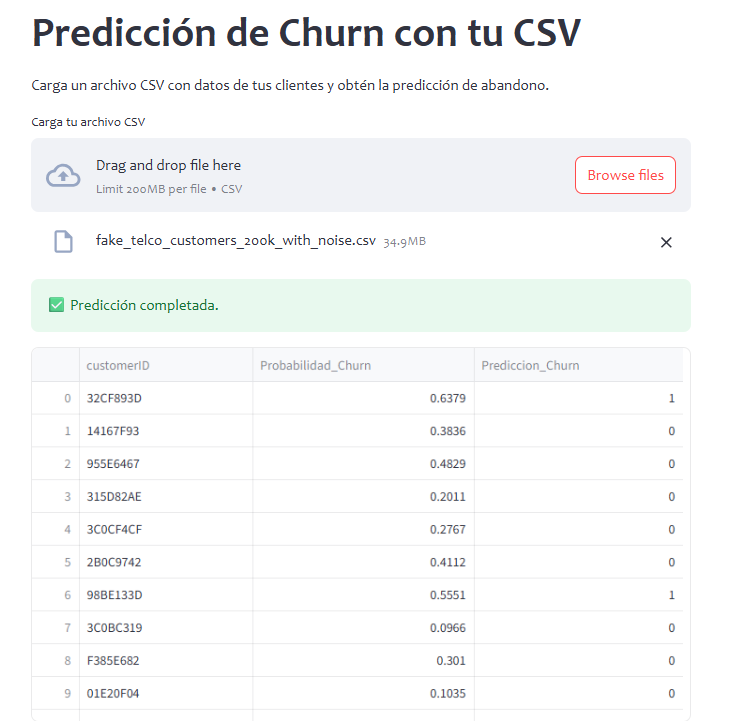 Predicción de Churn con tu CSV
Carga un archivo CSV con datos de tus clientes y obtén la predicción de abandono.
Carga tu archivo CSV
Drag and drop file here
Limit 200MB per file • CSV
Browse files
fake_telco_customers_200k_with_noise.csv 34.9MB
Predicción completada.
customerID Probabilidad_Churn Prediccion_Churn
0 32CF893D 0.6379 1
1 14167F93 0.3836 0
2 955E6467 0.4829 0
3 315D82AE 0.2011 0
4 3C0CF4CF 0.2767 0
5 2B0C9742 0.4112 0
6 98BE133D 0.5551 1
7 3C0BC319 0.0966 0
8 F385E682 0.301 0
9 01E20F04 0.1035 0